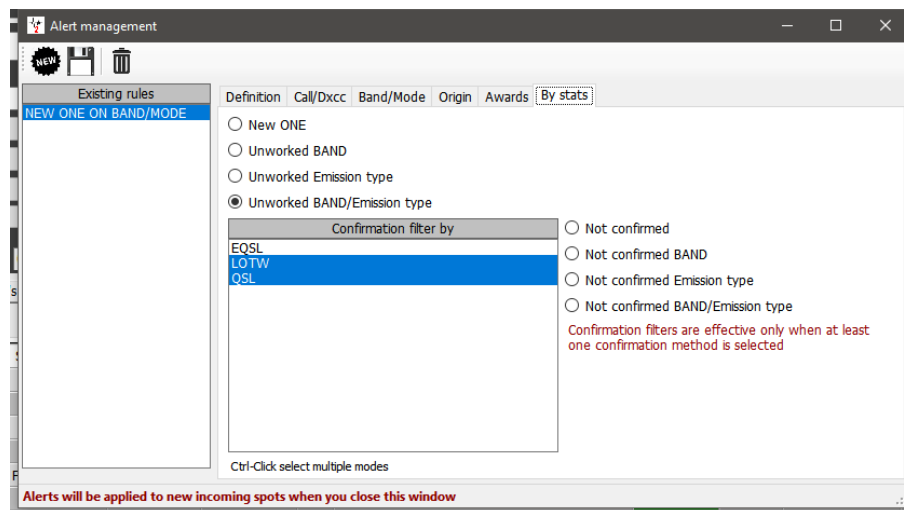 Alert management
NEW
Existing rules
NEW ONE ON BAND/MODE
Definition Call/Dxcc Band/Mode Origin Awards By stats
New ONE
Unworked BAND
Unworked Emission type
Unworked BAND/Emission type
Confirmation filter by
EQSL
LOTW
QSL
Not confirmed
Not confirmed BAND
Not confirmed Emission type
Not confirmed BAND/Emission type
Confirmation filters are effective only when at least
one confirmation method is selected
Ctrl-Click select multiple modes
Alerts will be applied to new incoming spots when you close this window